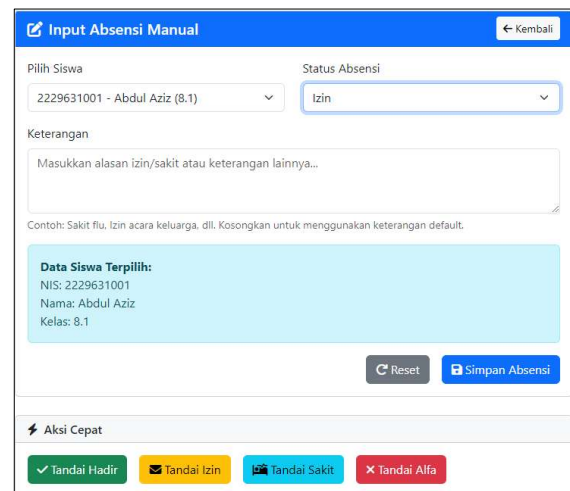 Input Absensi Manual
Kembali
Pilih Siswa
Status Absensi
2229631001 - Abdul Aziz (8.1)
Izin
Keterangan
Masukkan alasan izin/sakit atau keterangan lainnya...
Contoh: Sakit flu, Izin acara keluarga, dll. Kosongkan untuk menggunakan keterangan default.
Data Siswa Terpilih:
NIS: 2229631001
Nama: Abdul Aziz
Kelas: 8.1
Reset
Simpan Absensi
Aksi Cepat
Tandai Hadir
Tandai Izin
Tandai Sakit
Tandai Alfa